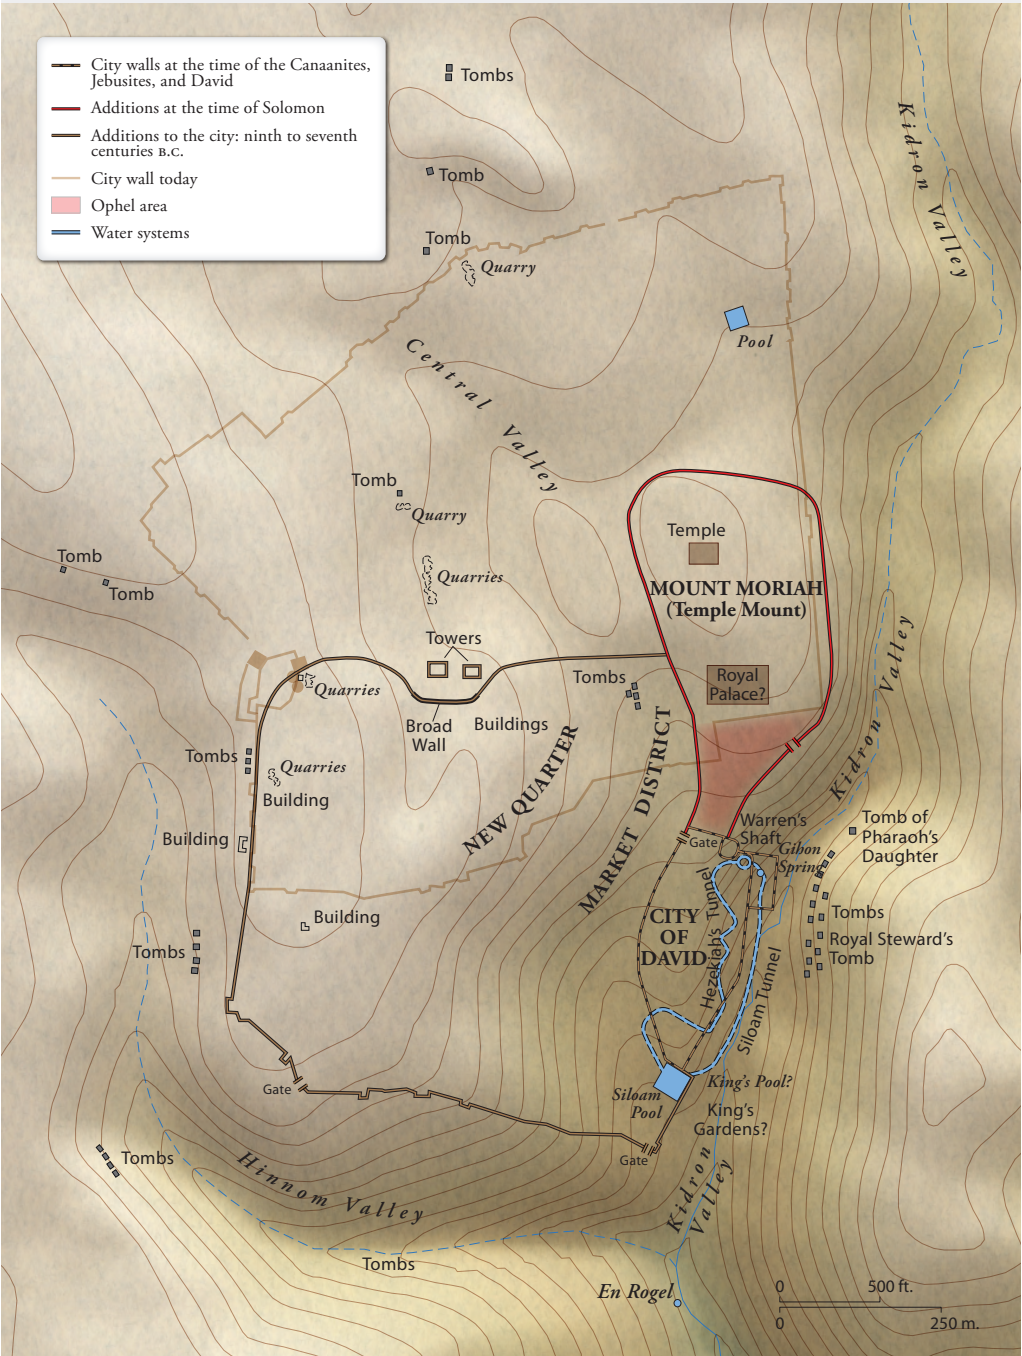 City walls at the time of the Canaanites,
Jebusites, and David
Additions at the time of Solomon
Additions to the city: ninth to seventh
centuries B.C.
City wall today
Ophel area
Water systems
Tombs
Tomb
Tomb
Quarry
Kidron Valley
Pool
Central Valley
Tomb
Quarry
Quarries
Tomb
Tomb
Temple
MOUNT MORIAH
(Temple Mount)
Towers
Quarries
Broad
Wall
Buildings
Tombs
Royal
Palace?
Kidron Valley
Tombs
Quarries
Building
Building
NEW QUARTER
MARKET DISTRICT
Warren's
Shaft
Gate
Gihon
Spring
Tomb of
Pharaoh's
Daughter
Building
Tombs
CITY
OF
DAVID
Hezekiah's Tunnel
Siloam Tunnel
Tombs
Royal Steward's
Tomb
Gate
Siloam
Pool
King's Pool?
King's
Gardens?
Gate
Tombs
Hinnom Valley
Kidron
Valley
Tombs
En Rogel
0 500 ft.
0 250 m.